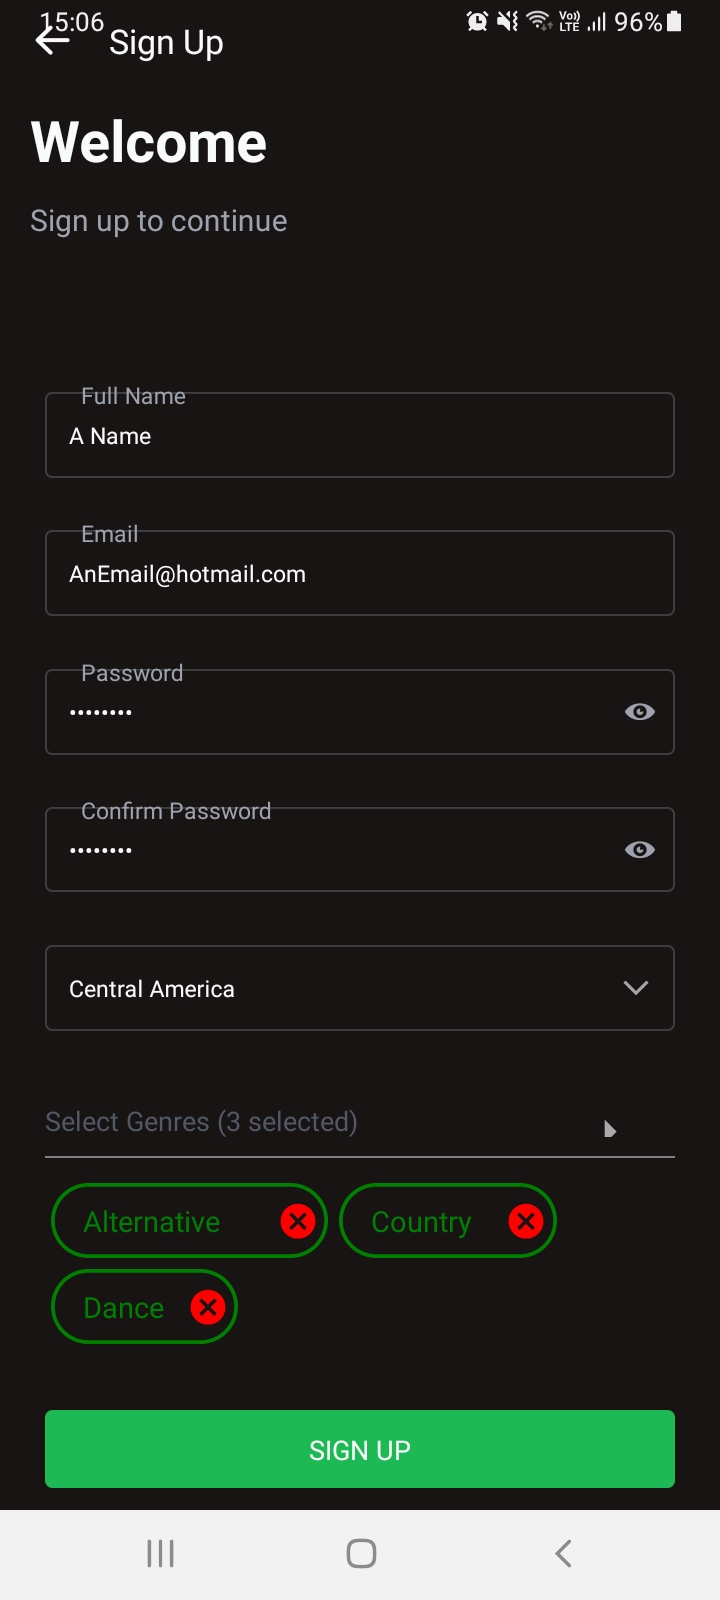 15:06 Vo)) LTE 96%
Sign Up
Welcome
Sign up to continue
Full Name
A Name
Email
AnEmail@hotmail.com
Password
••••••••
Confirm Password
••••••••
Central America
Select Genres (3 selected)
Alternative Country
Dance
SIGN UP